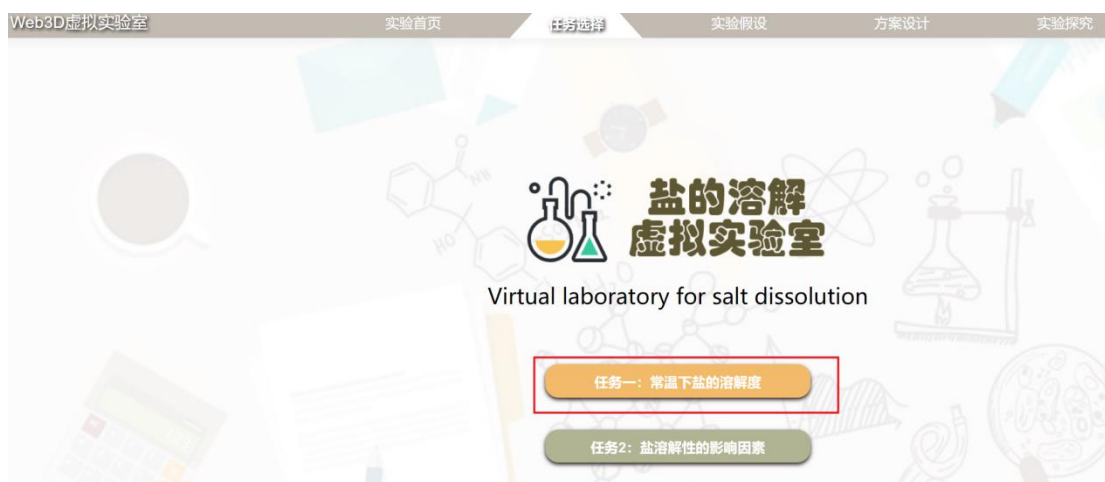 Web3D虚拟实验室
实验首页
任务选择
实验假设
方案设计
实验探究
盐的溶解
虚拟实验室
Virtual laboratory for salt dissolution
任务一：常温下盐的溶解度
任务2：盐溶解性的影响因素
NH
HO
H₂O